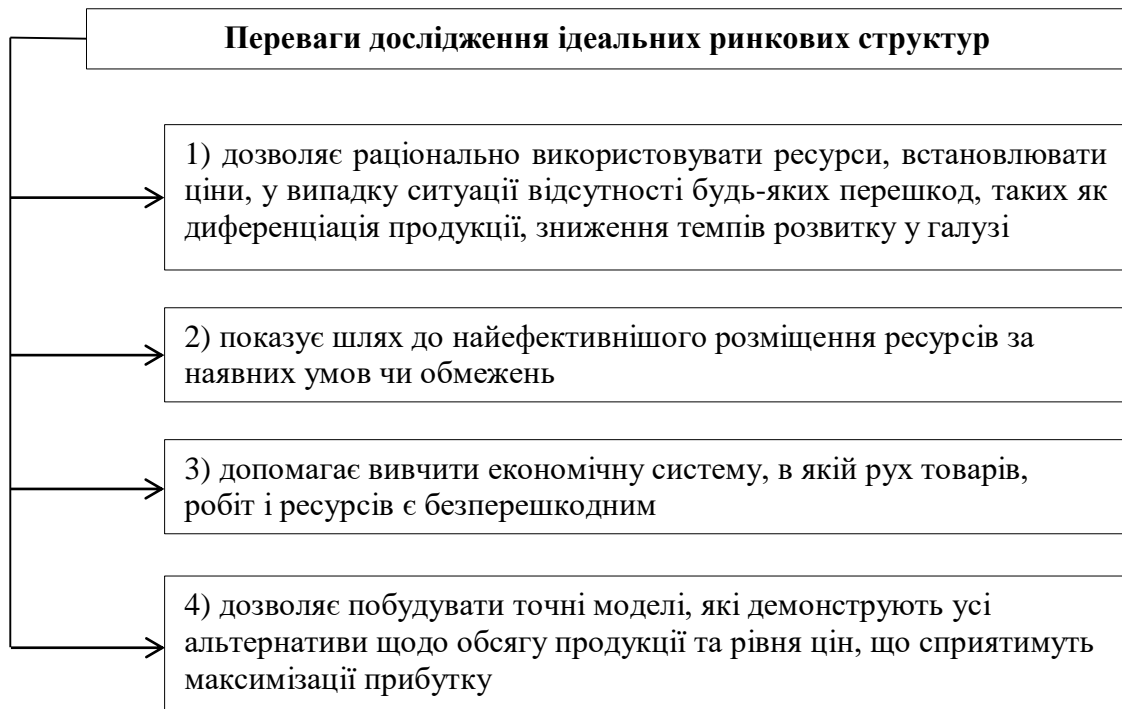 Переваги дослідження ідеальних ринкових структур
1) дозволяє раціонально використовувати ресурси, встановлювати
ціни, у випадку ситуації відсутності будь-яких перешкод, таких як
диференціація продукції, зниження темпів розвитку у галузі
2) показує шлях до найефективнішого розміщення ресурсів за
наявних умов чи обмежень
3) допомагає вивчити економічну систему, в якій рух товарів,
робіт і ресурсів є безперешкодним
4) дозволяє побудувати точні моделі, які демонструють усі
альтернативи щодо обсягу продукції та рівня цін, що сприятимуть
максимізації прибутку